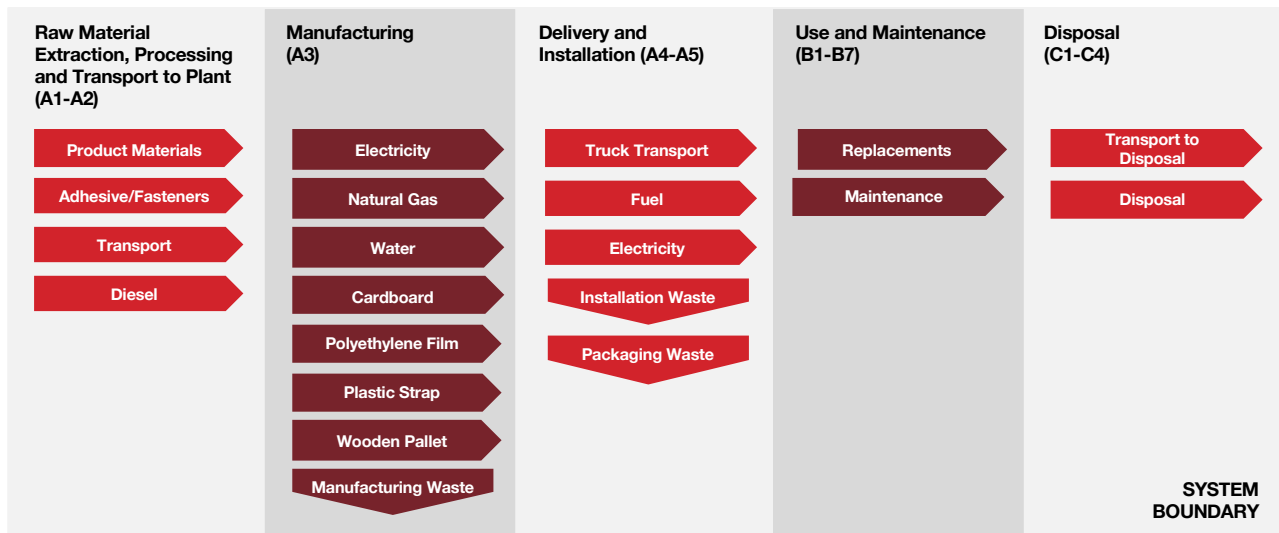 Raw Material
Extraction, Processing
and Transport to Plant
(A1-A2)
Product Materials
Adhesive/Fasteners
Transport
Diesel
Manufacturing
(A3)
Electricity
Natural Gas
Water
Cardboard
Polyethylene Film
Plastic Strap
Wooden Pallet
Manufacturing Waste
Delivery and
Installation (A4-A5)
Truck Transport
Fuel
Electricity
Installation Waste
Packaging Waste
Use and Maintenance
(B1-B7)
Replacements
Maintenance
Disposal
(C1-C4)
Transport to
Disposal
Disposal
SYSTEM
BOUNDARY